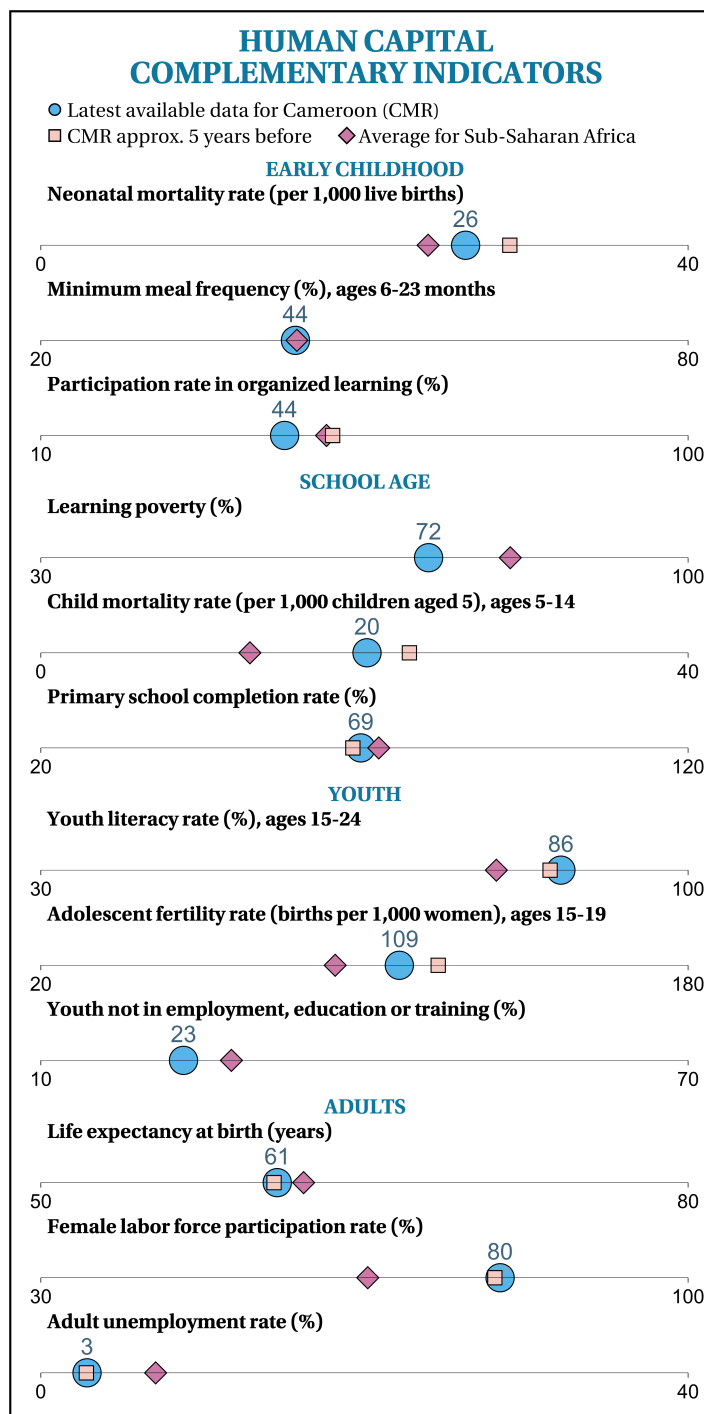 HUMAN CAPITAL
COMPLEMENTARY INDICATORS
Latest available data for Cameroon (CMR)
CMR approx. 5 years before Average for Sub-Saharan Africa
EARLY CHILDHOOD
Neonatal mortality rate (per 1,000 live births)
26
0 40
Minimum meal frequency (%), ages 6-23 months
44
20 80
Participation rate in organized learning (%)
44
10 100
SCHOOL AGE
Learning poverty (%)
72
30 100
Child mortality rate (per 1,000 children aged 5), ages 5-14
20
0 40
Primary school completion rate (%)
69
20 120
YOUTH
Youth literacy rate (%), ages 15-24
86
30 100
Adolescent fertility rate (births per 1,000 women), ages 15-19
109
20 180
Youth not in employment, education or training (%)
23
10 70
ADULTS
Life expectancy at birth (years)
61
50 80
Female labor force participation rate (%)
80
30 100
Adult unemployment rate (%)
3
0 40